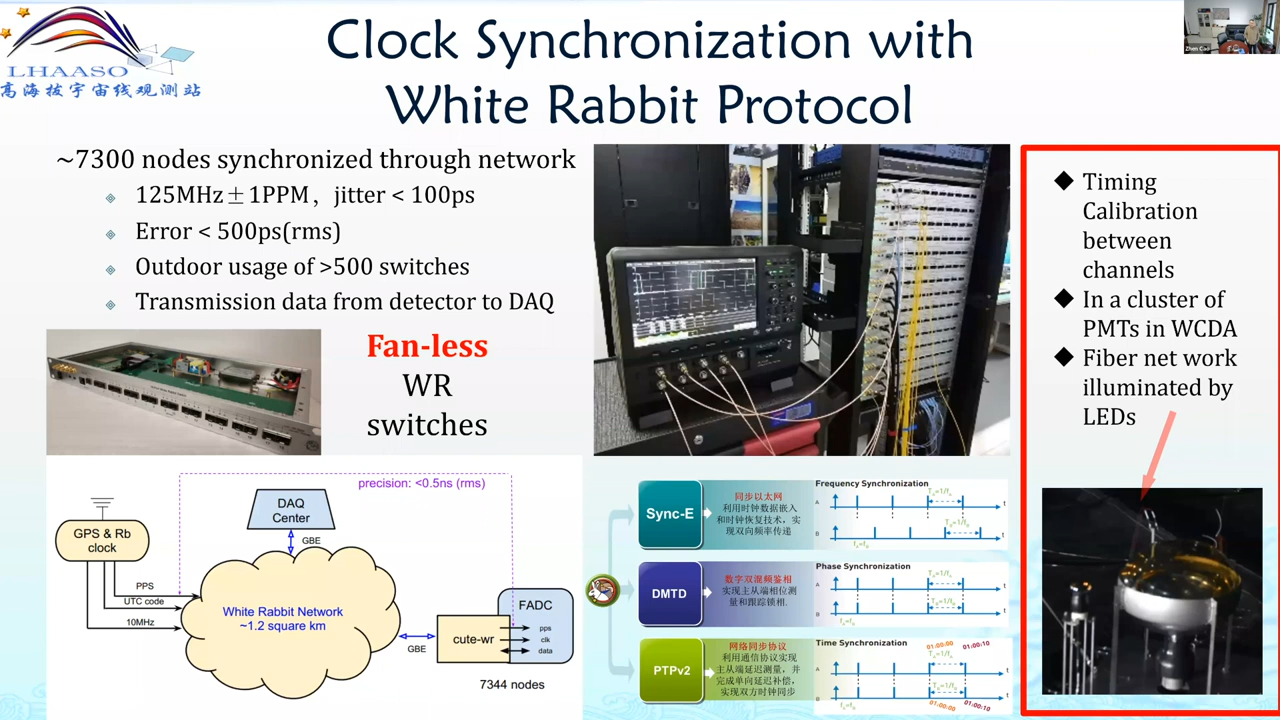 Clock Synchronization with
White Rabbit Protocol
LHAASO
高海拔宇宙线观测站
Zhen Cao
~7300 nodes synchronized through network
125MHz±1PPM, jitter < 100ps
Error < 500ps(rms)
Outdoor usage of >500 switches
Transmission data from detector to DAQ
Fan-less
WR
switches
◆ Timing
Calibration
between
channels
◆ In a cluster of
PMTs in WCDA
◆ Fiber net work
illuminated by
LEDs
precision: <0.5ns (rms)
DAQ
Center
GPS & Rb
clock
GBE
PPS
UTC code
10MHz
White Rabbit Network
~1.2 square km
GBE
cute-wr
FADC
pps
clk
data
7344 nodes
Sync-E
同步以太网
利用时钟数据嵌入
和时钟恢复技术，实
现双向频率传递
Frequency Synchronization
A
B
t
t
DMTD
数字双混频鉴相
实现主从端相位测
量和跟踪锁相.
Phase Synchronization
A
B
t
t
PTPv2
网络同步协议
利用通信协议实现
主从端延迟测量，并
完成单向延迟补偿，
实现双方时钟同步
Time Synchronization
01:00:00 01:00:10
A
B
t
t
01:00:00 01:00:10